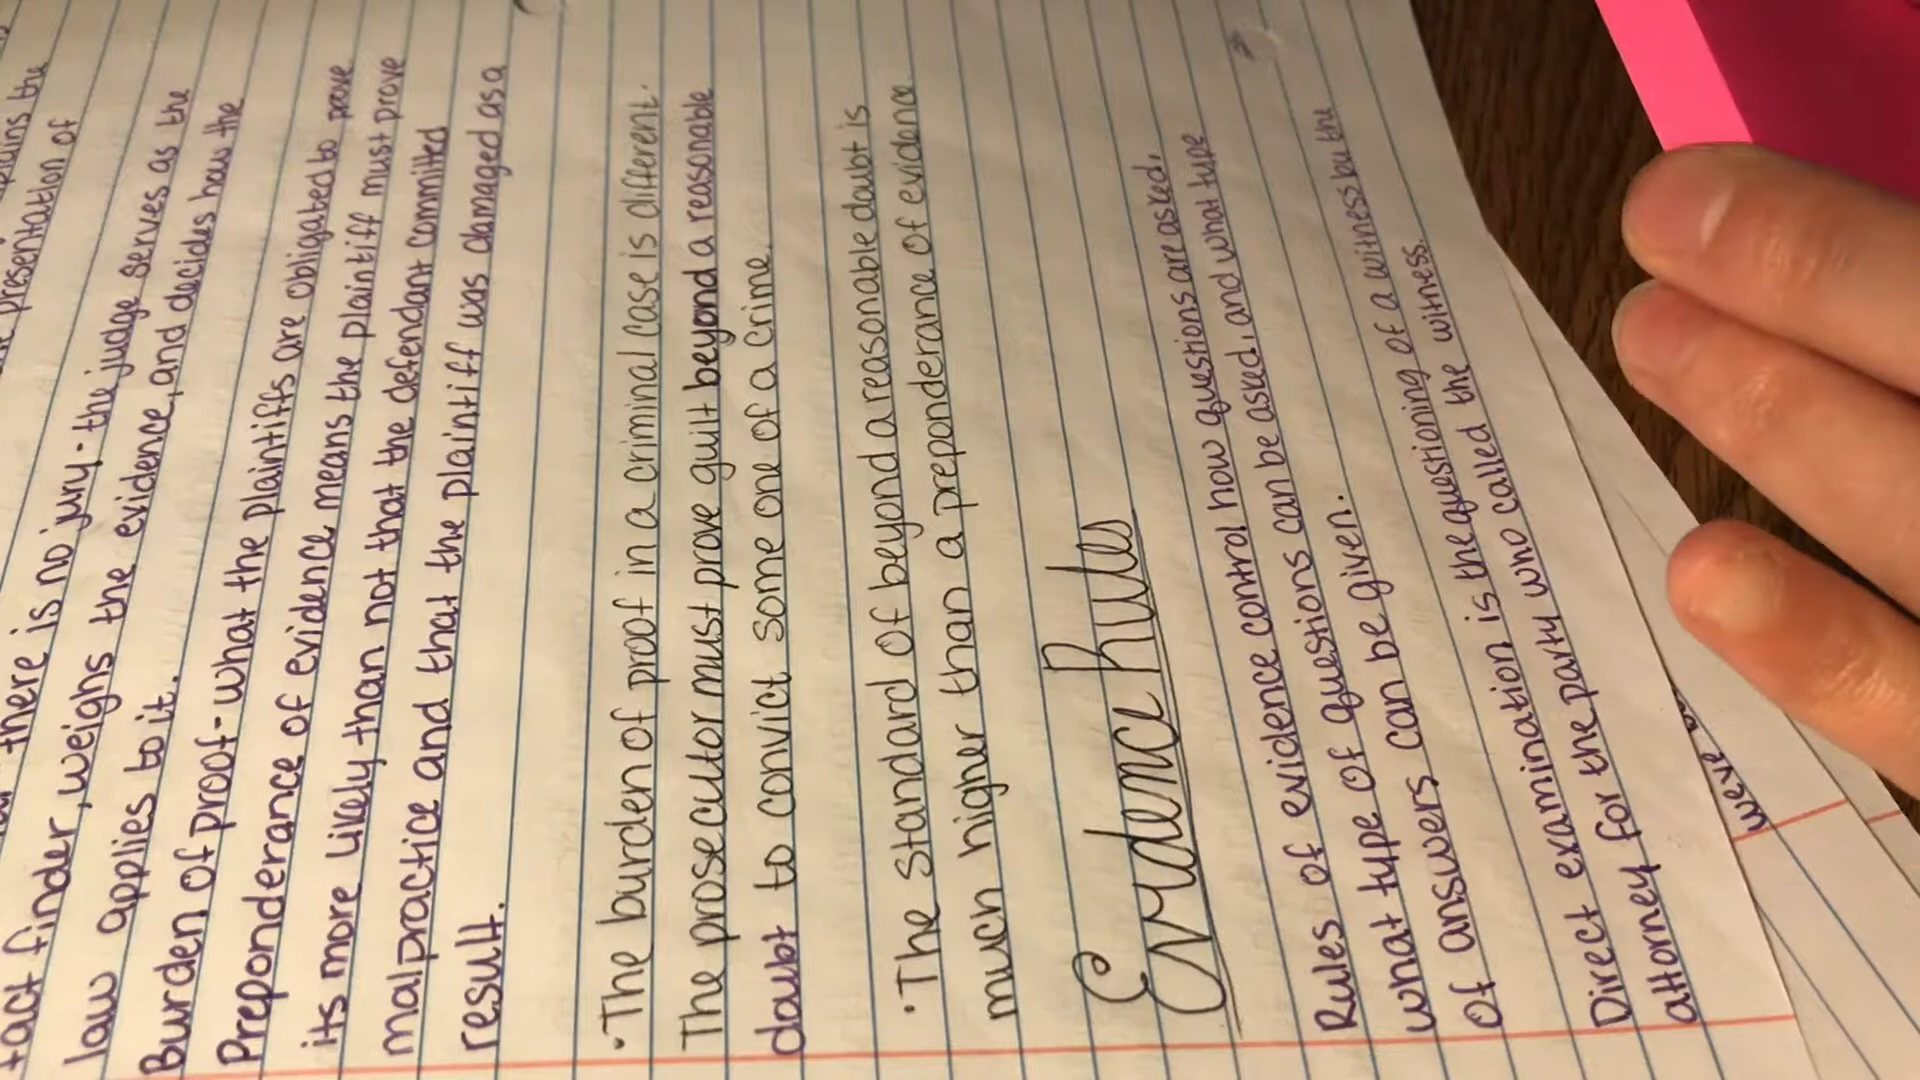 presentation of
fact finder, weighs there is no jury - the judge serves as the
law applies to it. the evidence, and decides how the
Burden of proof - what the plaintiffs are obligated to prove
Preponderance of evidence means the plaintiff must prove
its more likely than not that the defendant committed
malpractice and that the plaintiff was damaged as a
result.
• The burden of proof in a criminal case is different.
The prosecutor must prove guilt beyond a reasonable
doubt to convict some one of a crime.
• The standard of beyond a reasonable doubt is
much higher than a preponderance of evidence
Evidence Rules
Rules of evidence control how questions are asked,
what type of questions can be asked, and what type
of answers can be given.
Direct examination is the questioning of a witness by the
attorney for the party who called the witness.
weve